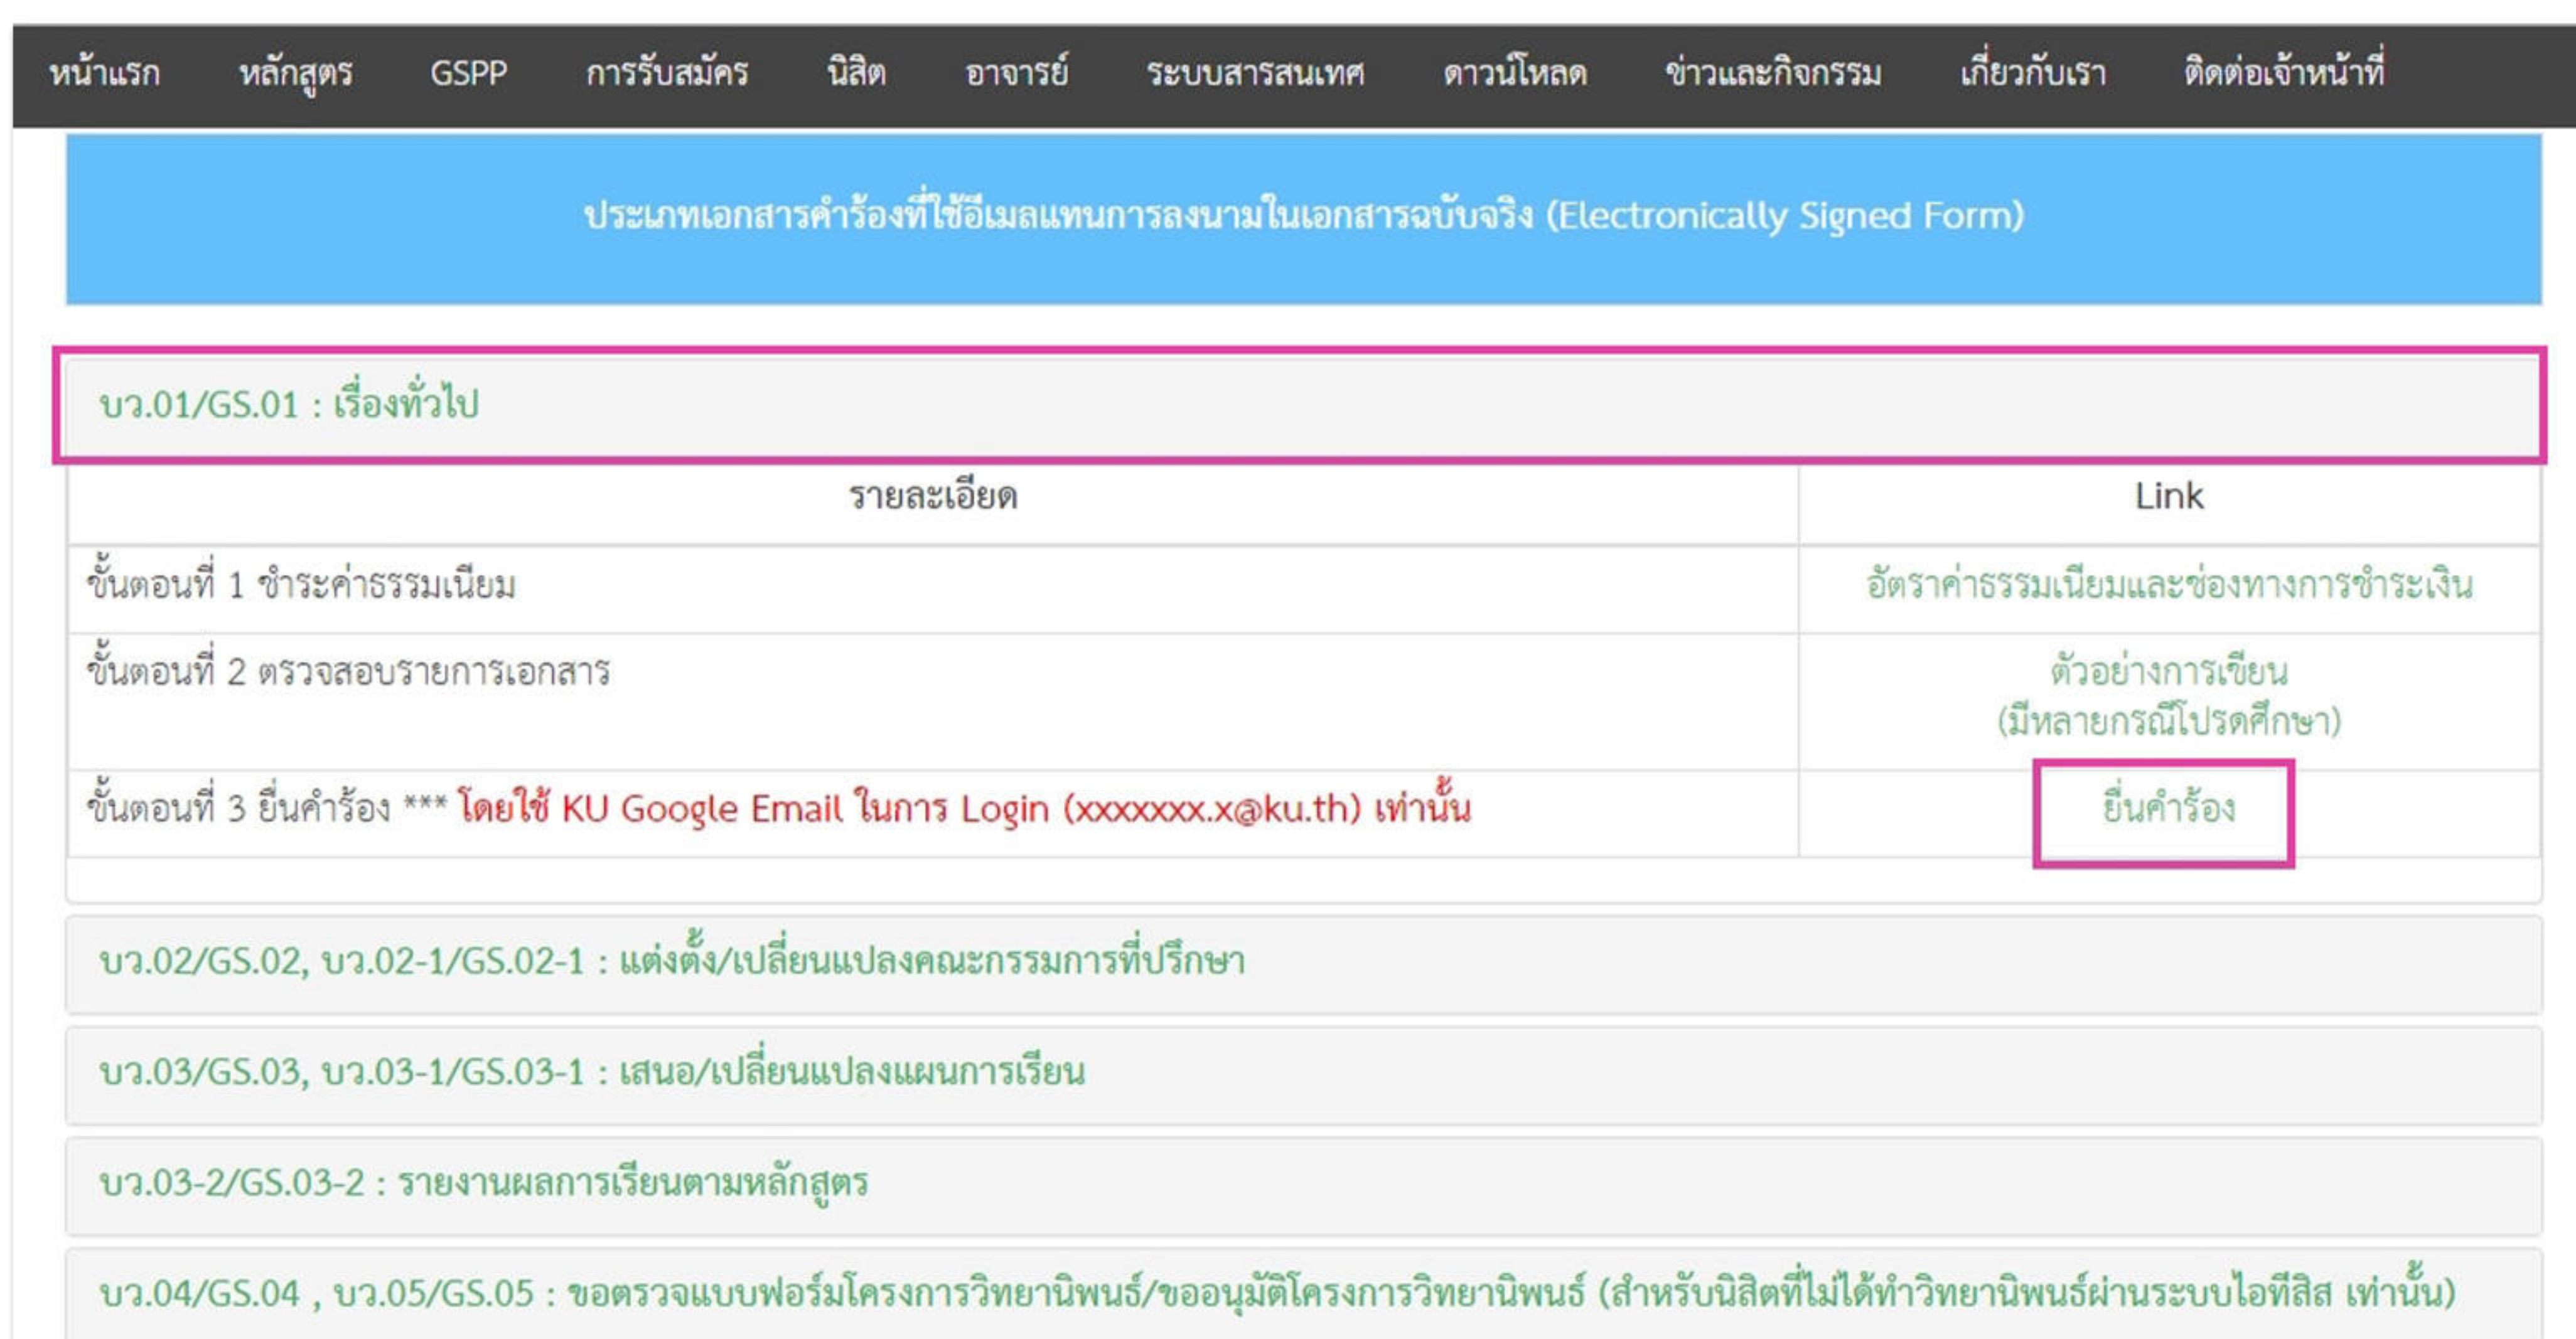 หน้าแรก หลักสูตร GSPP การรับสมัคร นิสิต อาจารย์ ระบบสารสนเทศ ดาวน์โหลด ข่าวและกิจกรรม เกี่ยวกับเรา ติดต่อเจ้าหน้าที่
ประเภทเอกสารคำร้องที่ใช้อีเมลแทนการลงนามในเอกสารฉบับจริง (Electronically Signed Form)
บว.01/GS.01 : เรื่องทั่วไป
รายละเอียด Link
ขั้นตอนที่ 1 ชำระค่าธรรมเนียม อัตราค่าธรรมเนียมและช่องทางการชำระเงิน
ขั้นตอนที่ 2 ตรวจสอบรายการเอกสาร ตัวอย่างการเขียน
(มีหลายกรณีโปรดศึกษา)
ขั้นตอนที่ 3 ยื่นคำร้อง *** โดยใช้ KU Google Email ในการ Login (xxxxxxx.x@ku.th) เท่านั้น ยื่นคำร้อง
บว.02/GS.02, บว.02-1/GS.02-1 : แต่งตั้ง/เปลี่ยนแปลงคณะกรรมการที่ปรึกษา
บว.03/GS.03, บว.03-1/GS.03-1 : เสนอ/เปลี่ยนแปลงแผนการเรียน
บว.03-2/GS.03-2 : รายงานผลการเรียนตามหลักสูตร
บว.04/GS.04 , บว.05/GS.05 : ขอตรวจแบบฟอร์มโครงการวิทยานิพนธ์/ขออนุมัติโครงการวิทยานิพนธ์ (สำหรับนิสิตที่ไม่ได้ทำวิทยานิพนธ์ผ่านระบบไอทีสิส เท่านั้น)